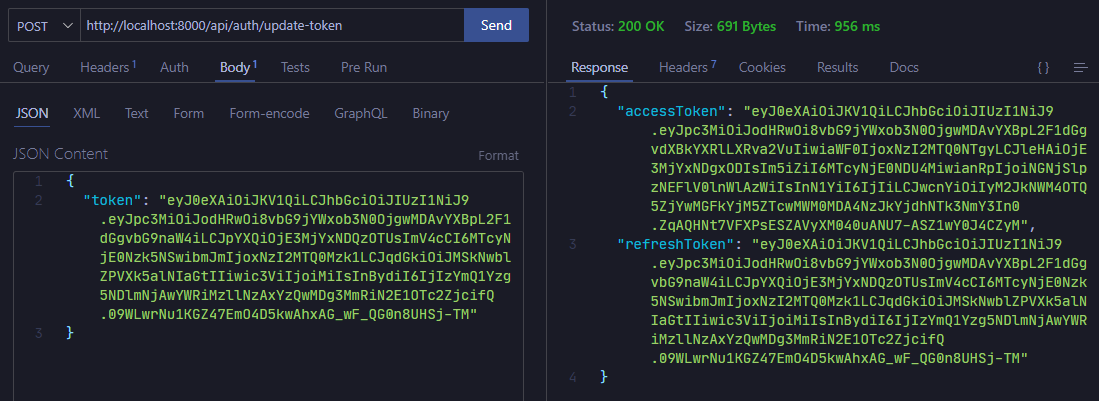 POST http://localhost:8000/api/auth/update-token Send
Query Headers 1 Auth Body 1 Tests Pre Run
JSON XML Text Form Form-encode GraphQL Binary
JSON Content Format
1 {
2 "token": "eyJ0eXAiOiJKV1QiLCJhbGciOiJIUzI1NiJ9
.eyJpc3MiOiJodHRwOi8vbG9jYWxob3N0OjgwMDAvYXBpL2F1
dGgvbG9naW4iLCJpYXQiOjE3MjYxNDQzOTUsImV4cCI6MTcyN
jE0Nzk5NSwibmJmIjoxNzI2MTQ0Mzk1LCJqdGkiOiJMSkNwbl
ZPVXk5alNIaGtIIiwic3ViIjoiMiIsInBydiI6IjIzYmQ1Yzg
5NDlmNjAwYWRiMzllNzAxYzQwMDg3MmRiN2E1OTc2ZjcifQ
.09WLwrNu1KGZ47EmO4D5kwAhxAG_wF_QG0n8UHSj-TM"
3 }
Status: 200 OK Size: 691 Bytes Time: 956 ms
Response Headers 7 Cookies Results Docs { }
1 {
2 "accessToken": "eyJ0eXAiOiJKV1QiLCJhbGciOiJIUzI1NiJ9
.eyJpc3MiOiJodHRwOi8vbG9jYWxob3N0OjgwMDAvYXBpL2F1dGg
vdXBkYXRlLXRva2VuIiwiaWF0IjoxNzI2MTQ0NTgyLCJleHAiOjE
3MjYxNDgxODIsIm5iZiI6MTcyNjE0NDU4MiwianRpIjoiNGNjSlp
zNEFlV0lnWlAzWiIsInN1YiI6IjIiLCJwcnYiOiIyM2JkNWM4OTQ
5ZjYwMGFkYjM5ZTcwMWM0MDA4NzJkYjdhNTk3NmY3In0
.ZqAQHNt7VFXPsESZAVyXM040uANU7-ASZ1wY0J4CZyM",
3 "refreshToken": "eyJ0eXAiOiJKV1QiLCJhbGciOiJIUzI1NiJ9
.eyJpc3MiOiJodHRwOi8vbG9jYWxob3N0OjgwMDAvYXBpL2F1dGg
vbG9naW4iLCJpYXQiOjE3MjYxNDQzOTUsImV4cCI6MTcyNjE0Nzk
5NSwibmJmIjoxNzI2MTQ0Mzk1LCJqdGkiOiJMSkNwblZPVXk5alN
IaGtIIiwic3ViIjoiMiIsInBydiI6IjIzYmQ1Yzg5NDlmNjAwYWR
iMzllNzAxYzQwMDg3MmRiN2E1OTc2ZjcifQ
.09WLwrNu1KGZ47EmO4D5kwAhxAG_wF_QG0n8UHSj-TM"
4 }